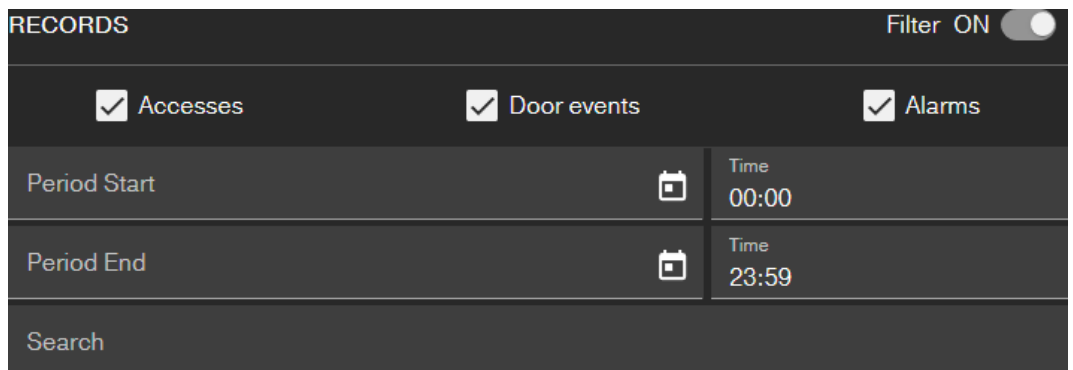 RECORDS Filter ON
Accesses Door events Alarms
Period Start Time 00:00
Period End Time 23:59
Search